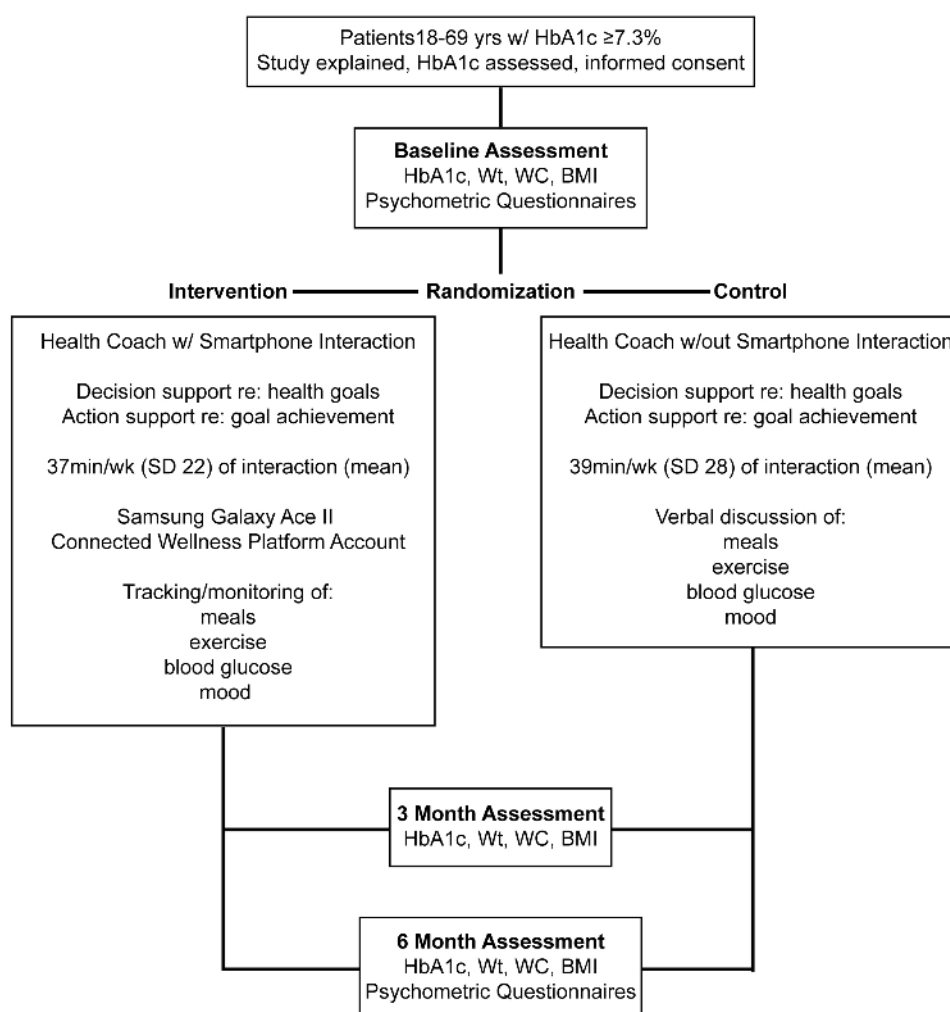 Patients18-69 yrs w/ HbA1c ≥7.3%
Study explained, HbA1c assessed, informed consent
Baseline Assessment
HbA1c, Wt, WC, BMI
Psychometric Questionnaires
Intervention
Randomization
Control
Health Coach w/ Smartphone Interaction
Decision support re: health goals
Action support re: goal achievement
37min/wk (SD 22) of interaction (mean)
Samsung Galaxy Ace II
Connected Wellness Platform Account
Tracking/monitoring of:
meals
exercise
blood glucose
mood
Health Coach w/out Smartphone Interaction
Decision support re: health goals
Action support re: goal achievement
39min/wk (SD 28) of interaction (mean)
Verbal discussion of:
meals
exercise
blood glucose
mood
3 Month Assessment
HbA1c, Wt, WC, BMI
6 Month Assessment
HbA1c, Wt, WC, BMI
Psychometric Questionnaires